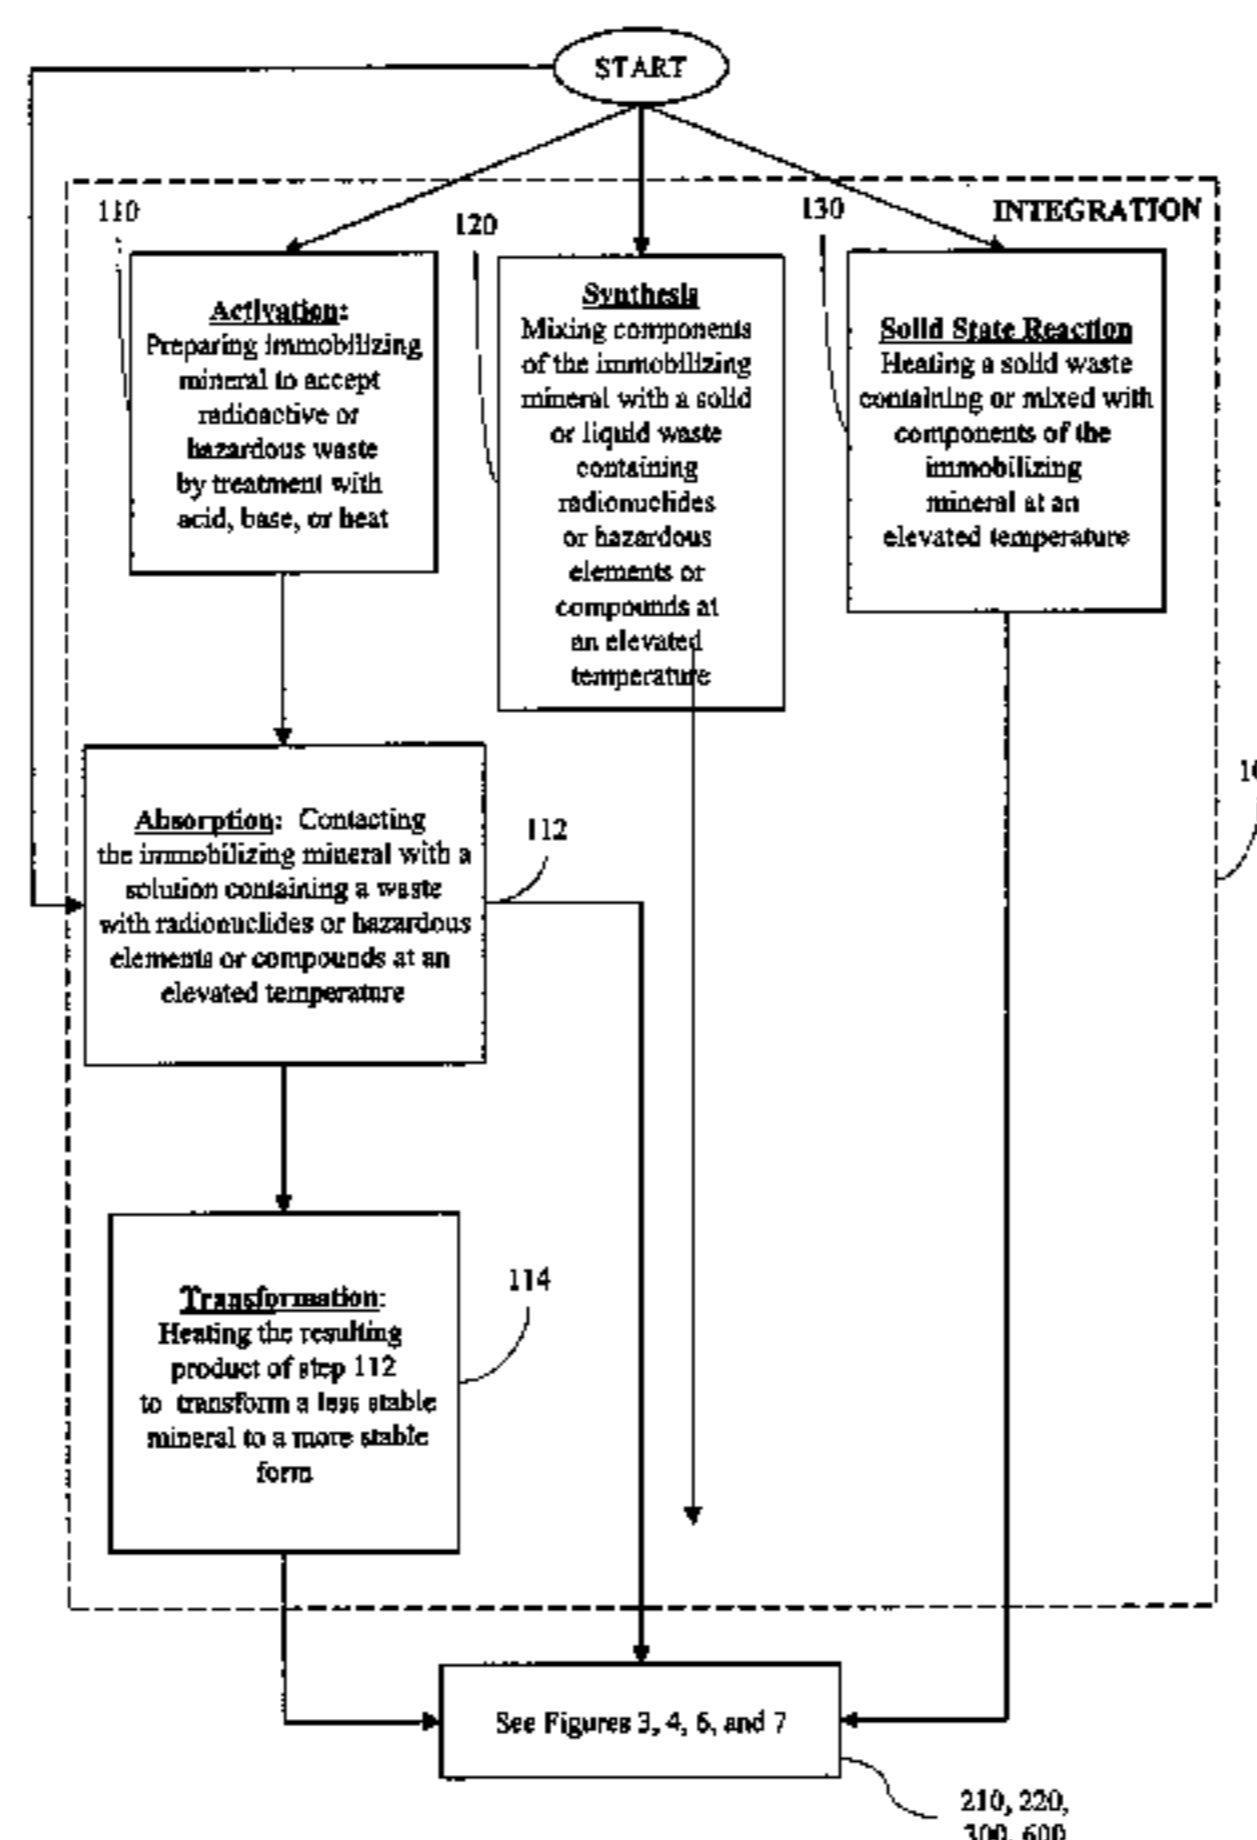 START
INTEGRATION
110
120
130
Activation:
Preparing immobilizing
mineral to accept
radioactive or
hazardous waste
by treatment with
acid, base, or heat
Synthesis
Mixing components
of the immobilizing
mineral with a solid
or liquid waste
containing
radionuclides
or hazardous
elements or
compounds at
an elevated
temperature
Solid State Reaction
Heating a solid waste
containing or mixed with
components of the
immobilizing
mineral at an
elevated temperature
Absorption: Contacting
the immobilizing mineral with a
solution containing a waste
with radionuclides or hazardous
elements or compounds at an
elevated temperature
112
Transformation:
Heating the resulting
product of step 112
to transform a less stable
mineral to a more stable
form
114
See Figures 3, 4, 6, and 7
210, 220,
300, 600